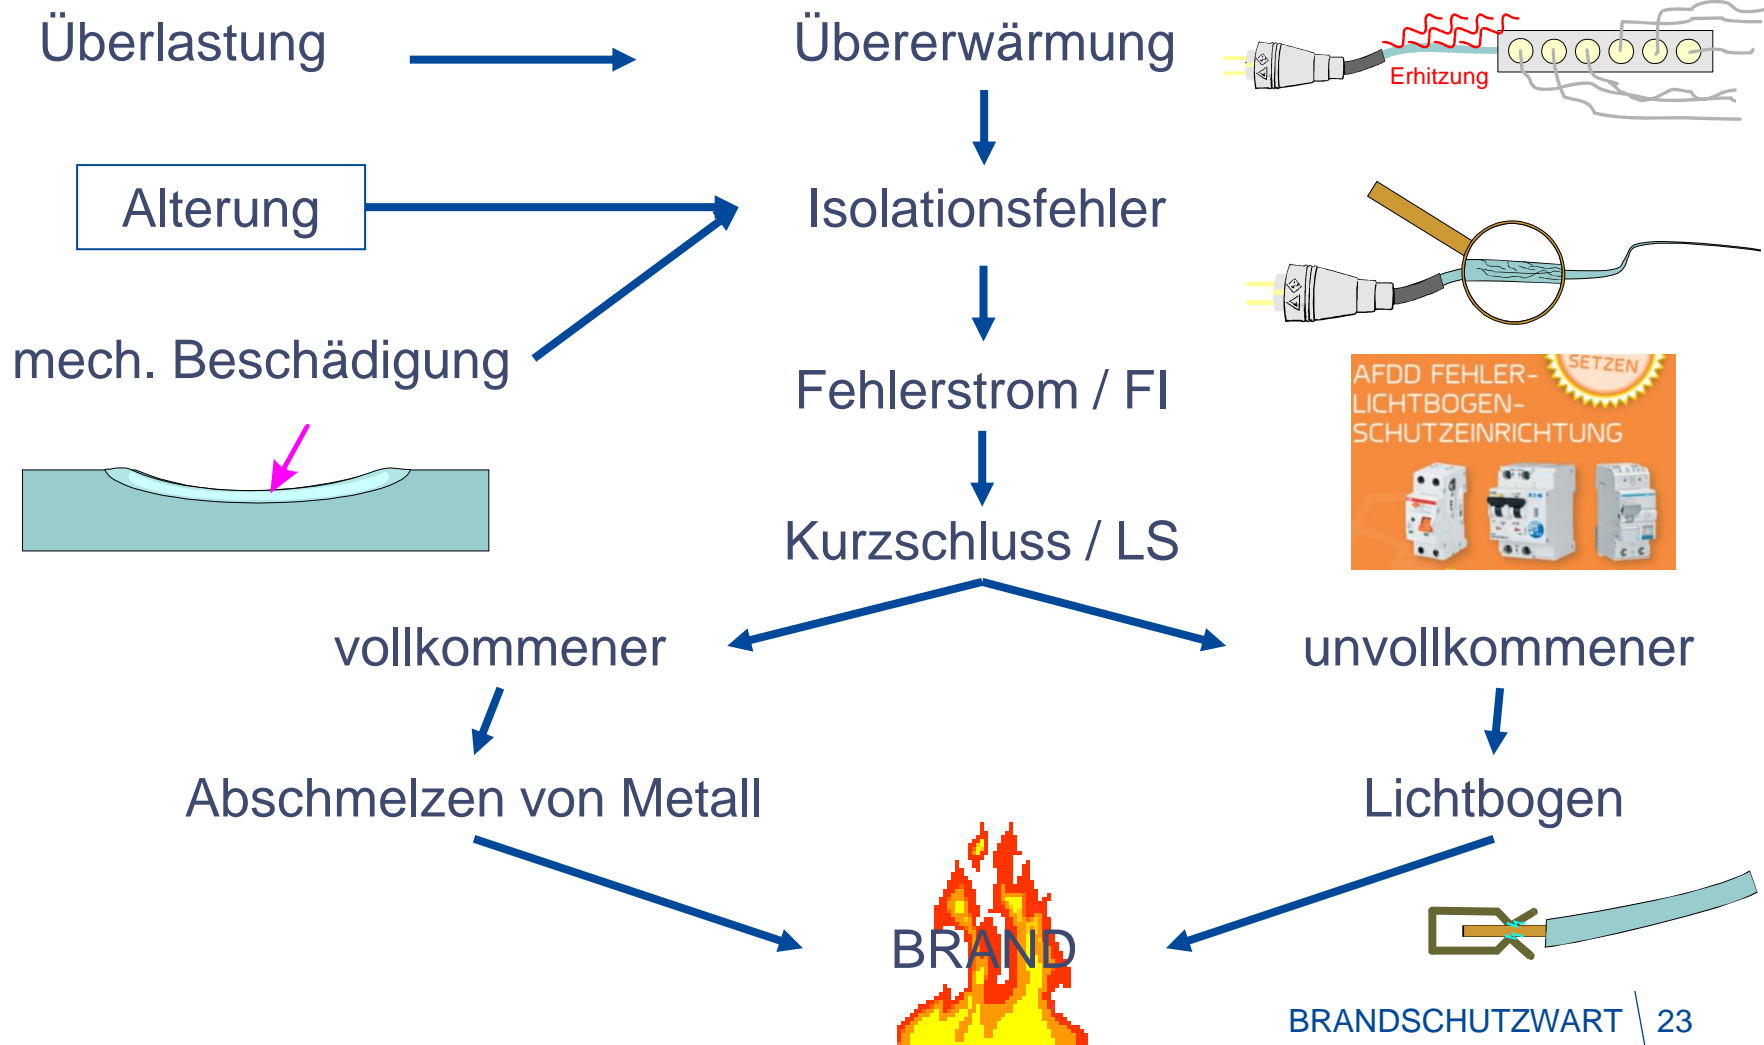 Überlastung
Übererwärmung
Erhitzung
Alterung
Isolationsfehler
mech. Beschädigung
Fehlerstrom / FI
SETZEN
AFDD FEHLER-
LICHTBOGEN-
SCHUTZEINRICHTUNG
Kurzschluss / LS
vollkommener
unvollkommener
Abschmelzen von Metall
Lichtbogen
BRAND
BRANDSCHUTZWART 23